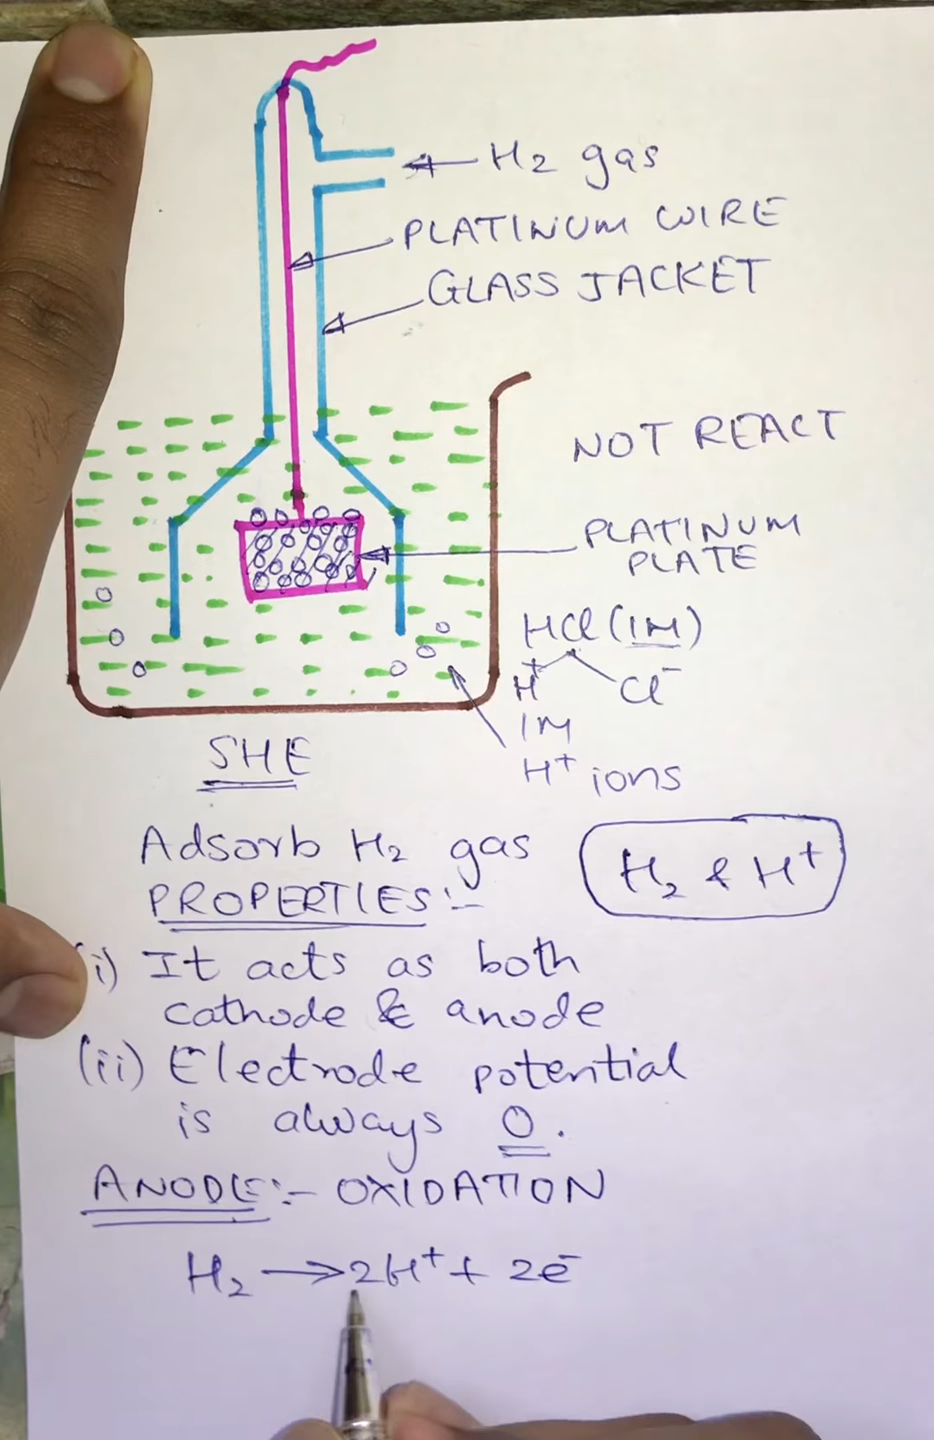 H2 gas
PLATINUM WIRE
GLASS JACKET
NOT REACT
PLATINUM
PLATE
HCl (1M)
H+ Cl-
1M
H+ ions
SHE
Adsorb H2 gas
H2 & H+
PROPERTIES:-
(i) It acts as both
cathode & anode
(ii) Electrode potential
is always 0.
ANODE:- OXIDATION
H2 → 2H+ + 2e-